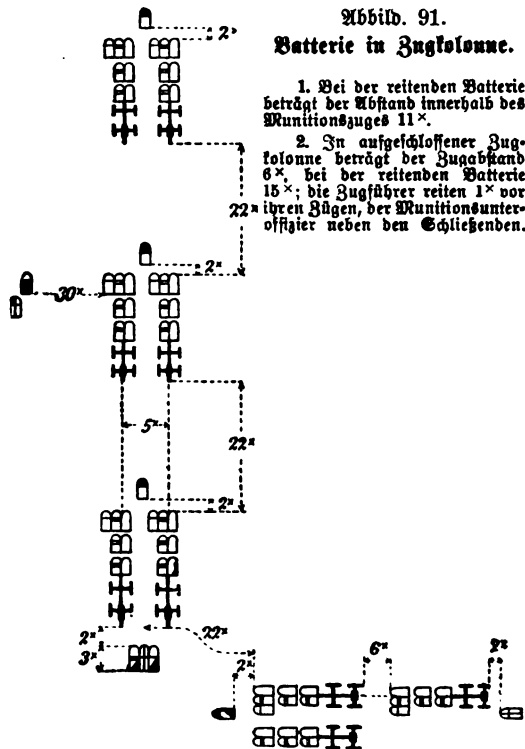 Abbild. 91.
Batterie in Zugkolonne.
1. Bei der reitenden Batterie
beträgt der Abstand innerhalb des
Munitionszuges 11×.
2. In aufgeschlossener Zug-
kolonne beträgt der Zugabstand
6×, bei der reitenden Batterie
15×; die Zugführer reiten 1× vor
ihren Zügen, der Munitionsunter-
offizier neben den Schließenden.
2×
22×
2×
30×
5×
22×
2×
2×
22×
3×
2×
6×
2×